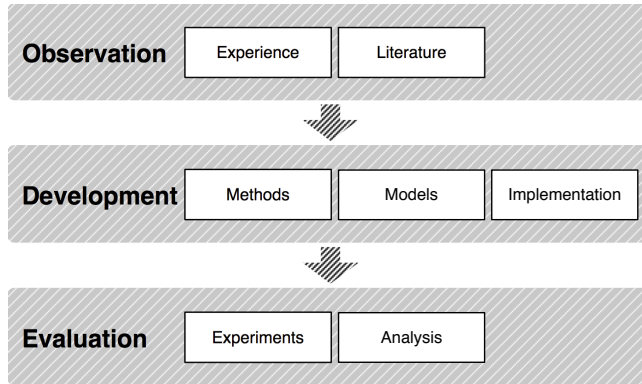 Observation Experience Literature
Development Methods Models Implementation
Evaluation Experiments Analysis